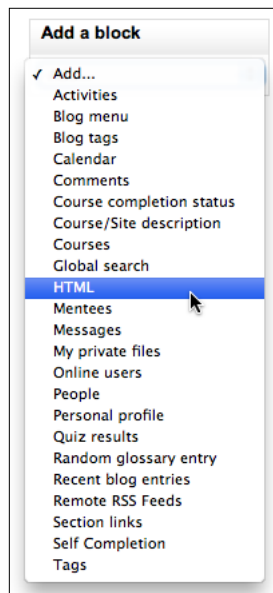 Add a block
Add...
Activities
Blog menu
Blog tags
Calendar
Comments
Course completion status
Course/Site description
Courses
Global search
HTML
Mentees
Messages
My private files
Online users
People
Personal profile
Quiz results
Random glossary entry
Recent blog entries
Remote RSS Feeds
Section links
Self Completion
Tags